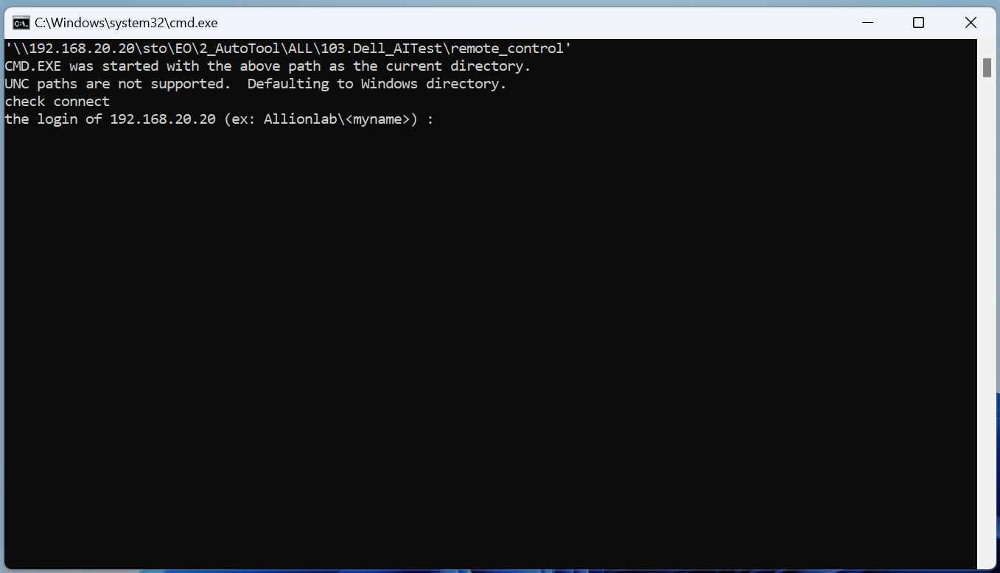 C:\Windows\system32\cmd.exe
'\\192.168.20.20\sto\EO\2_AutoTool\ALL\103.Dell_AITest\remote_control'
CMD.EXE was started with the above path as the current directory.
UNC paths are not supported.  Defaulting to Windows directory.
check connect
the login of 192.168.20.20 (ex: Allionlab\<myname>) :